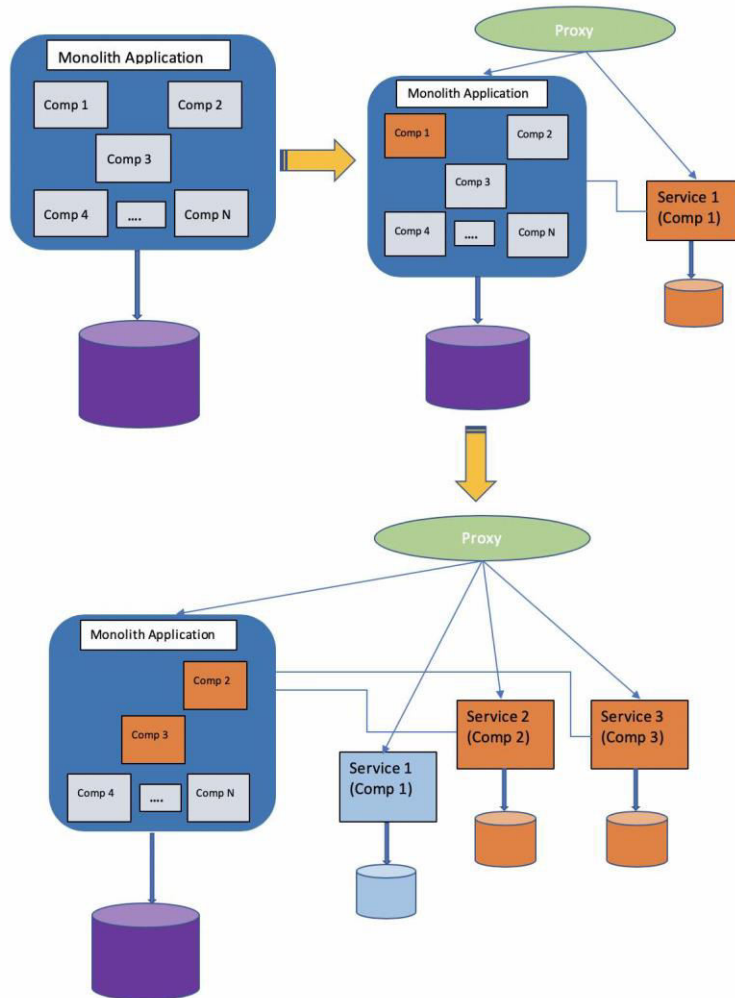 Monolith Application
Comp 1
Comp 2
Comp 3
Comp 4
....
Comp N
Proxy
Monolith Application
Comp 1
Comp 2
Comp 3
Comp 4
....
Comp N
Service 1
(Comp 1)
Proxy
Monolith Application
Comp 2
Comp 3
Comp 4
....
Comp N
Service 1
(Comp 1)
Service 2
(Comp 2)
Service 3
(Comp 3)